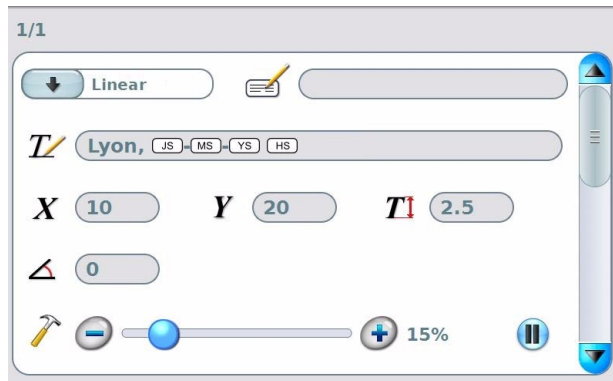 1/1
Linear
T Lyon, JS-MS-YS HS
X 10 Y 20 T 2.5
0
15%